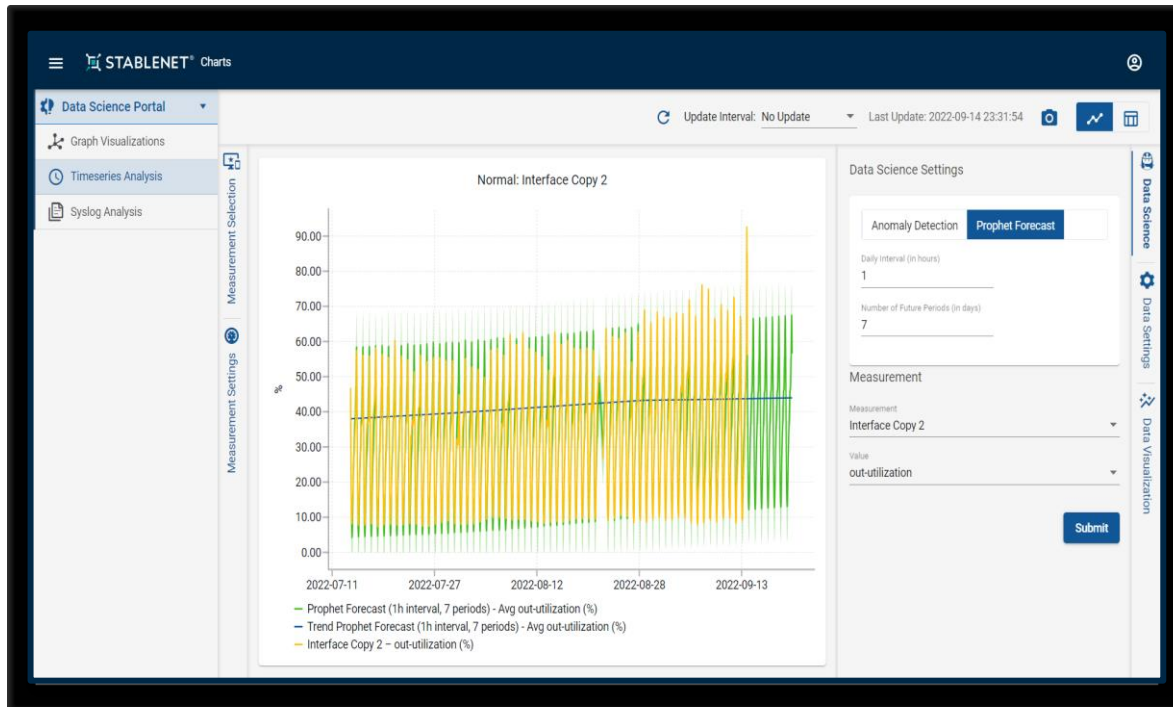 STABLENET® Charts
Data Science Portal
Graph Visualizations
Timeseries Analysis
Syslog Analysis
Update Interval: No Update
Last Update: 2022-09-14 23:31:54
Measurement Selection
Measurement Settings
Normal: Interface Copy 2
90.00
80.00
70.00
60.00
50.00
40.00
30.00
20.00
10.00
0.00
%
2022-07-11 2022-07-27 2022-08-12 2022-08-28 2022-09-13
Prophet Forecast (1h interval, 7 periods) - Avg out-utilization (%)
Trend Prophet Forecast (1h interval, 7 periods) - Avg out-utilization (%)
Interface Copy 2 – out-utilization (%)
Data Science Settings
Anomaly Detection Prophet Forecast
Daily Interval (in hours)
1
Number of Future Periods (in days)
7
Measurement
Measurement
Interface Copy 2
Value
out-utilization
Submit
Data Science
Data Settings
Data Visualization